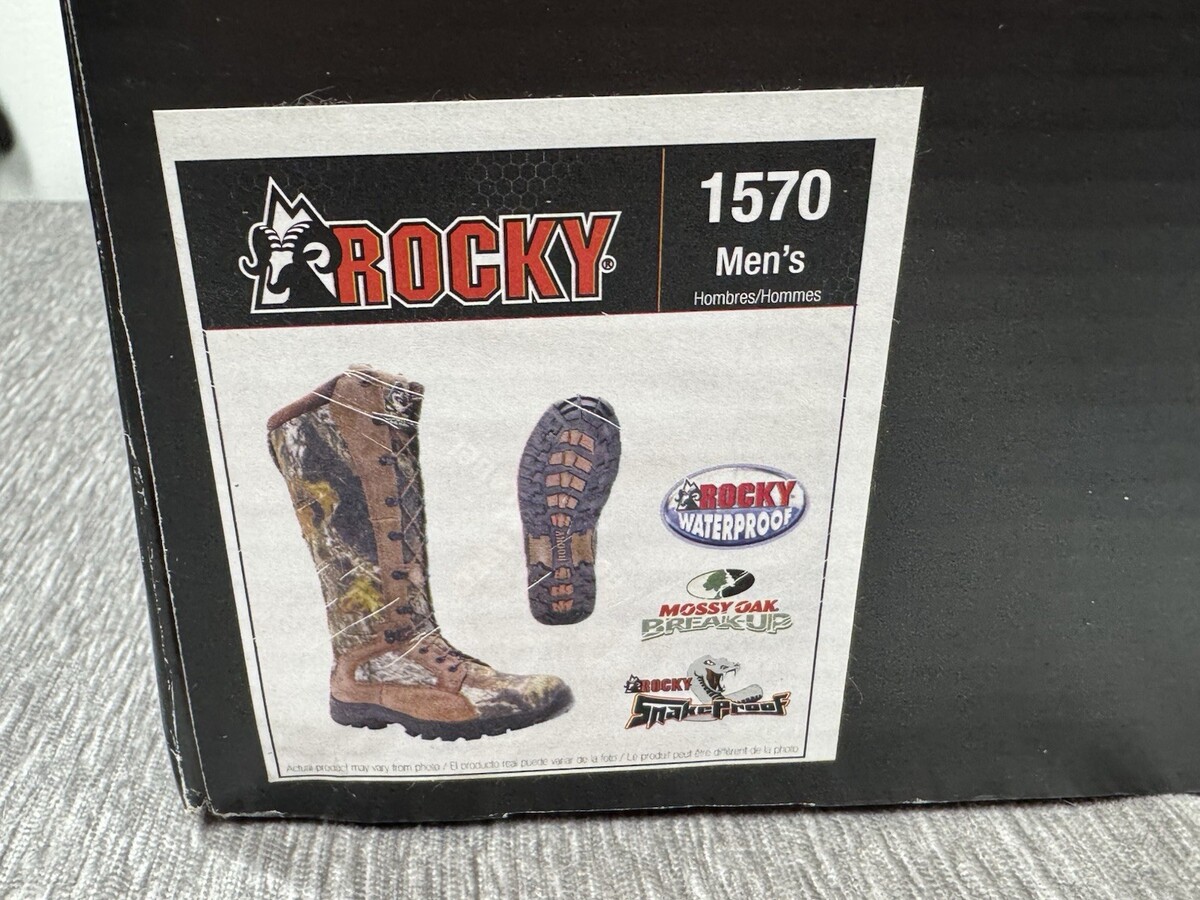 ROCKY®
1570
Men's
Hombres/Hommes
ROCKY
ROCKY
WATERPROOF
MOSSY OAK
BREAK-UP
ROCKY
SnakeProof
Actual product may vary from photo / El producto real puede variar de la foto / Le produit peut être différent de la photo